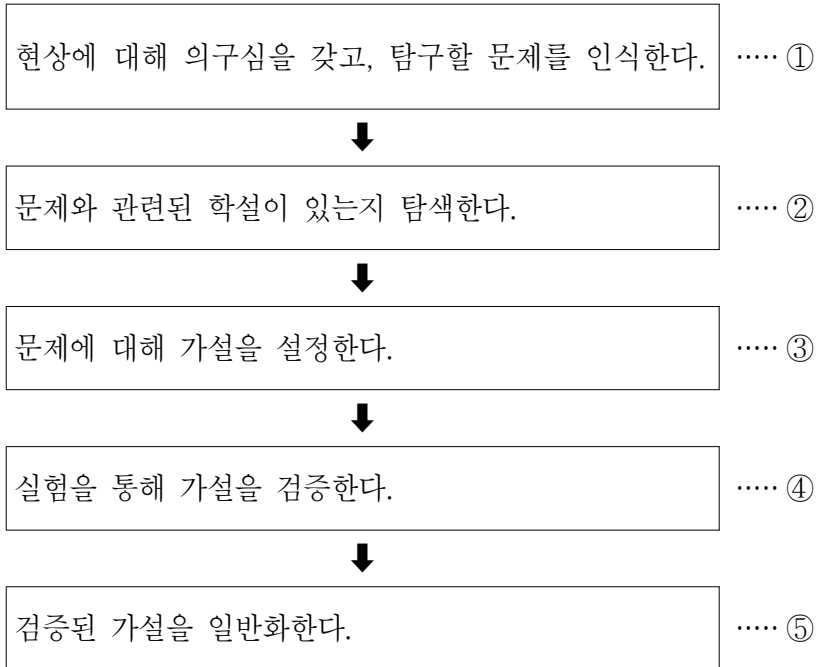 현상에 대해 의구심을 갖고, 탐구할 문제를 인식한다. ····· ①
문제와 관련된 학설이 있는지 탐색한다. ····· ②
문제에 대해 가설을 설정한다. ····· ③
실험을 통해 가설을 검증한다. ····· ④
검증된 가설을 일반화한다. ····· ⑤